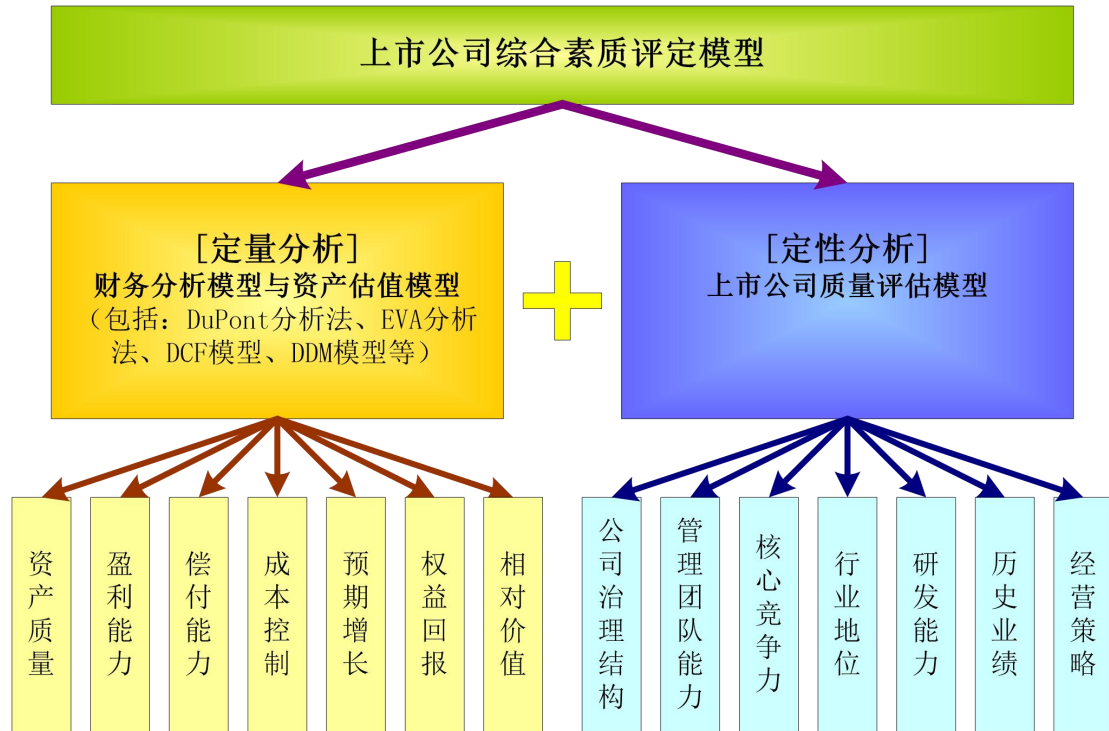 上市公司综合素质评定模型
[定量分析]
财务分析模型与资产估值模型
（包括：DuPont分析法、EVA分析
法、DCF模型、DDM模型等）
[定性分析]
上市公司质量评估模型
资产质量
盈利能力
偿付能力
成本控制
预期增长
权益回报
相对价值
公司治理结构
管理团队能力
核心竞争力
行业地位
研发能力
历史业绩
经营策略